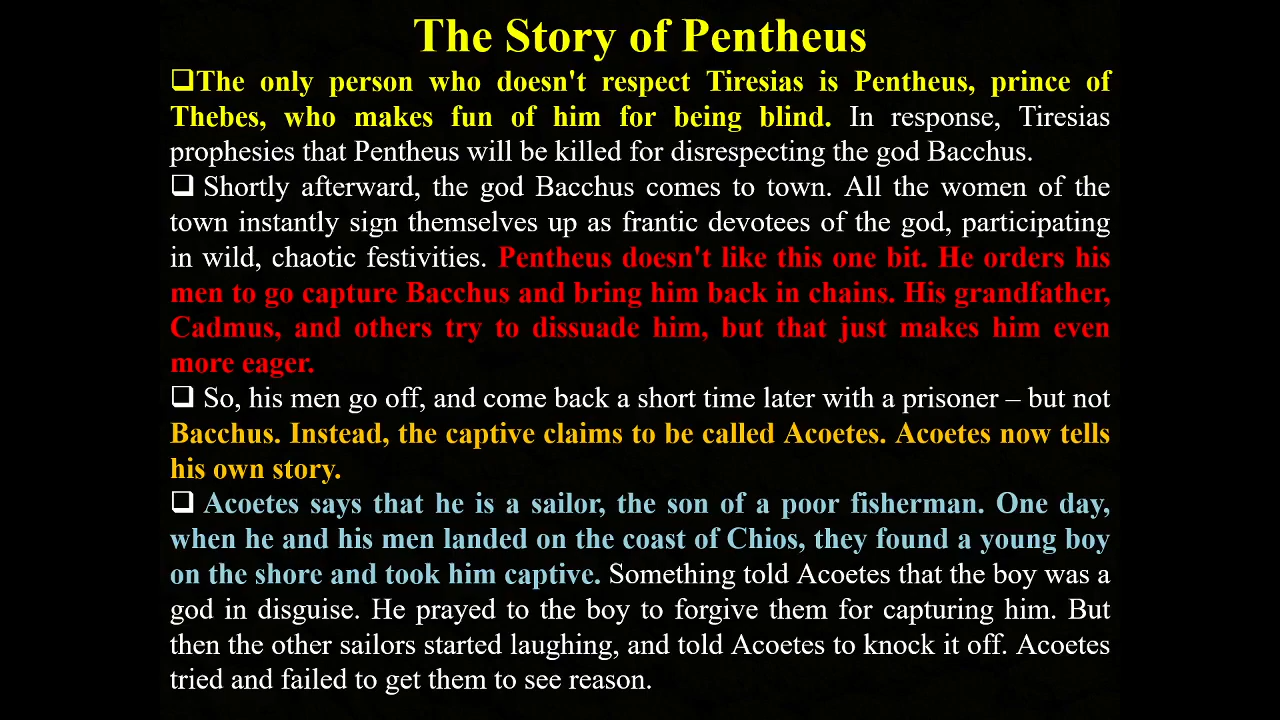 The Story of Pentheus
❑The only person who doesn't respect Tiresias is Pentheus, prince of
Thebes, who makes fun of him for being blind. In response, Tiresias
prophesies that Pentheus will be killed for disrespecting the god Bacchus.
❑ Shortly afterward, the god Bacchus comes to town. All the women of the
town instantly sign themselves up as frantic devotees of the god, participating
in wild, chaotic festivities. Pentheus doesn't like this one bit. He orders his
men to go capture Bacchus and bring him back in chains. His grandfather,
Cadmus, and others try to dissuade him, but that just makes him even
more eager.
❑ So, his men go off, and come back a short time later with a prisoner – but not
Bacchus. Instead, the captive claims to be called Acoetes. Acoetes now tells
his own story.
❑ Acoetes says that he is a sailor, the son of a poor fisherman. One day,
when he and his men landed on the coast of Chios, they found a young boy
on the shore and took him captive. Something told Acoetes that the boy was a
god in disguise. He prayed to the boy to forgive them for capturing him. But
then the other sailors started laughing, and told Acoetes to knock it off. Acoetes
tried and failed to get them to see reason.